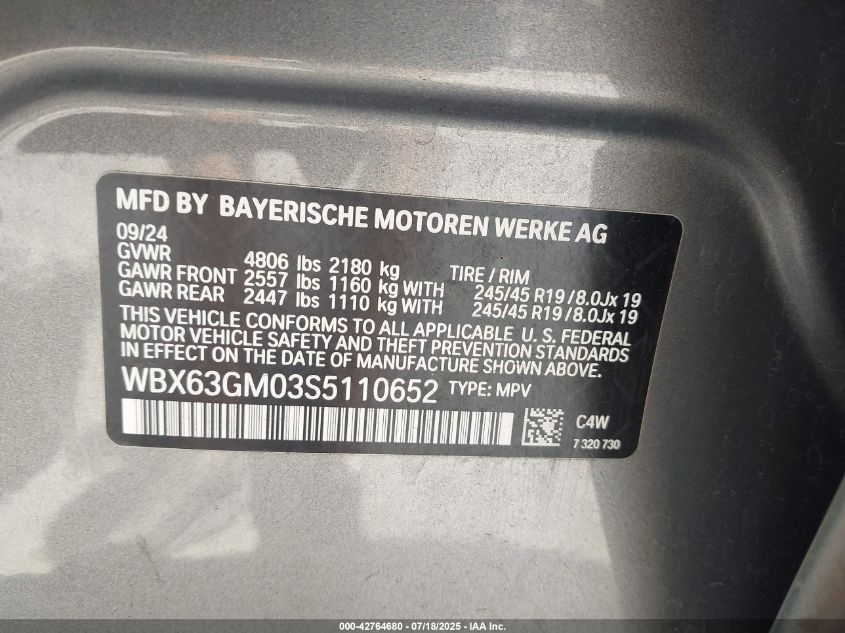 MFD BY BAYERISCHE MOTOREN WERKE AG
09/24
GVWR 4806 lbs 2180 kg TIRE / RIM
GAWR FRONT 2557 lbs 1160 kg WITH 245/45 R19 /8.0Jx 19
GAWR REAR 2447 lbs 1110 kg WITH 245/45 R19 /8.0Jx 19
THIS VEHICLE CONFORMS TO ALL APPLICABLE U. S. FEDERAL
MOTOR VEHICLE SAFETY AND THEFT PREVENTION STANDARDS
IN EFFECT ON THE DATE OF MANUFACTURE SHOWN ABOVE.
WBX63GM03S5110652 TYPE: MPV
C4W
7 320 730
000-42764680 - 07/18/2025 - IAA Inc.